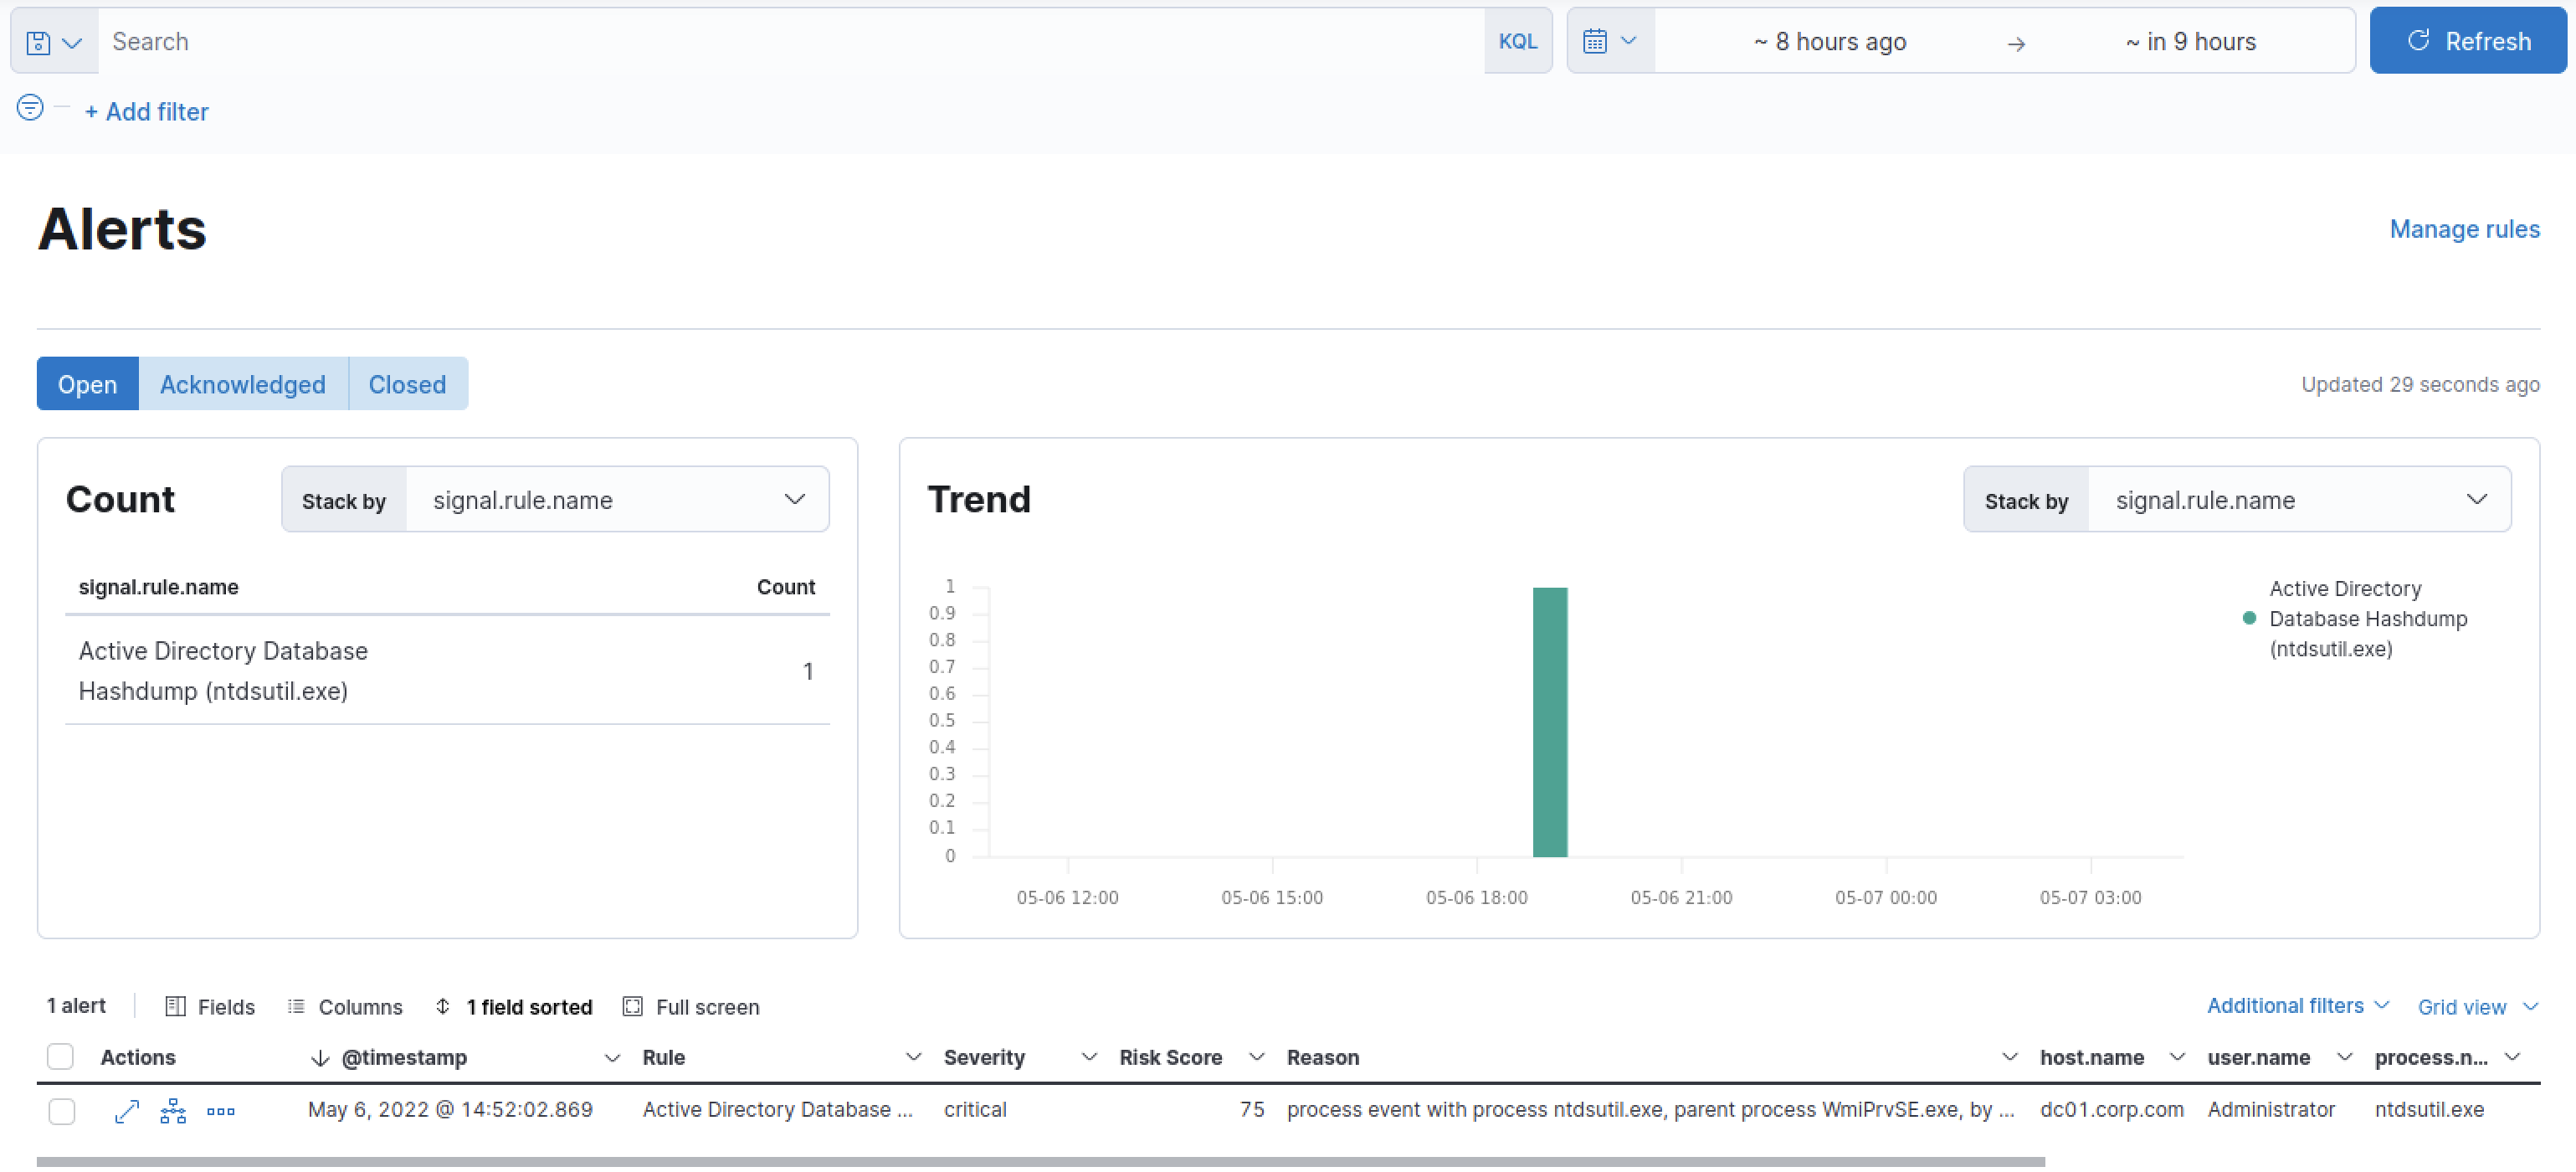 Search KQL ~ 8 hours ago → ~ in 9 hours Refresh
+ Add filter
Alerts Manage rules
Open Acknowledged Closed Updated 29 seconds ago
Count Stack by signal.rule.name
signal.rule.name Count
Active Directory Database
Hashdump (ntdsutil.exe) 1
Trend Stack by signal.rule.name
1
0.9
0.8
0.7
0.6
0.5
0.4
0.3
0.2
0.1
0
05-06 12:00 05-06 15:00 05-06 18:00 05-06 21:00 05-07 00:00 05-07 03:00
Active Directory
Database Hashdump
(ntdsutil.exe)
1 alert Fields Columns 1 field sorted Full screen Additional filters Grid view
Actions @timestamp Rule Severity Risk Score Reason host.name user.name process.n...
May 6, 2022 @ 14:52:02.869 Active Directory Database ... critical 75 process event with process ntdsutil.exe, parent process WmiPrvSE.exe, by ... dc01.corp.com Administrator ntdsutil.exe